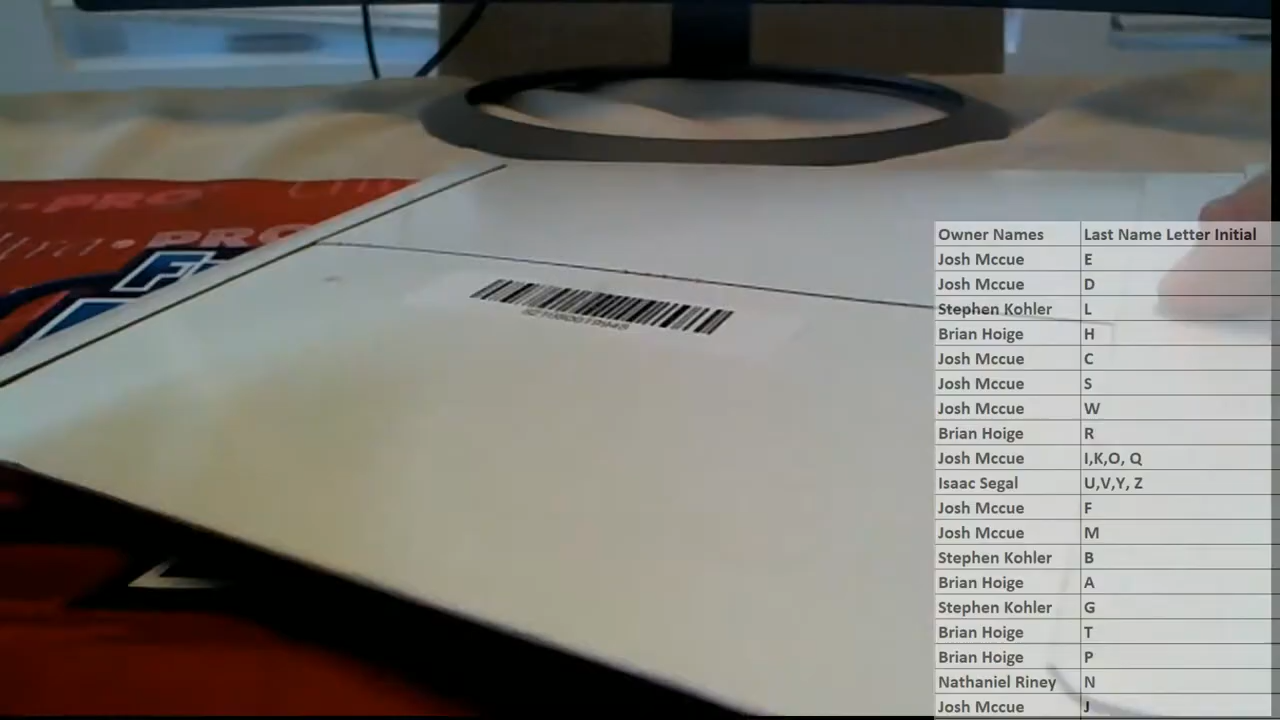 PRO
PRO
Owner Names Last Name Letter Initial
Josh Mccue E
Josh Mccue D
Stephen Kohler L
Brian Hoige H
Josh Mccue C
Josh Mccue S
Josh Mccue W
Brian Hoige R
Josh Mccue I,K,O, Q
Isaac Segal U,V,Y, Z
Josh Mccue F
Josh Mccue M
Stephen Kohler B
Brian Hoige A
Stephen Kohler G
Brian Hoige T
Brian Hoige P
Nathaniel Riney N
Josh Mccue J